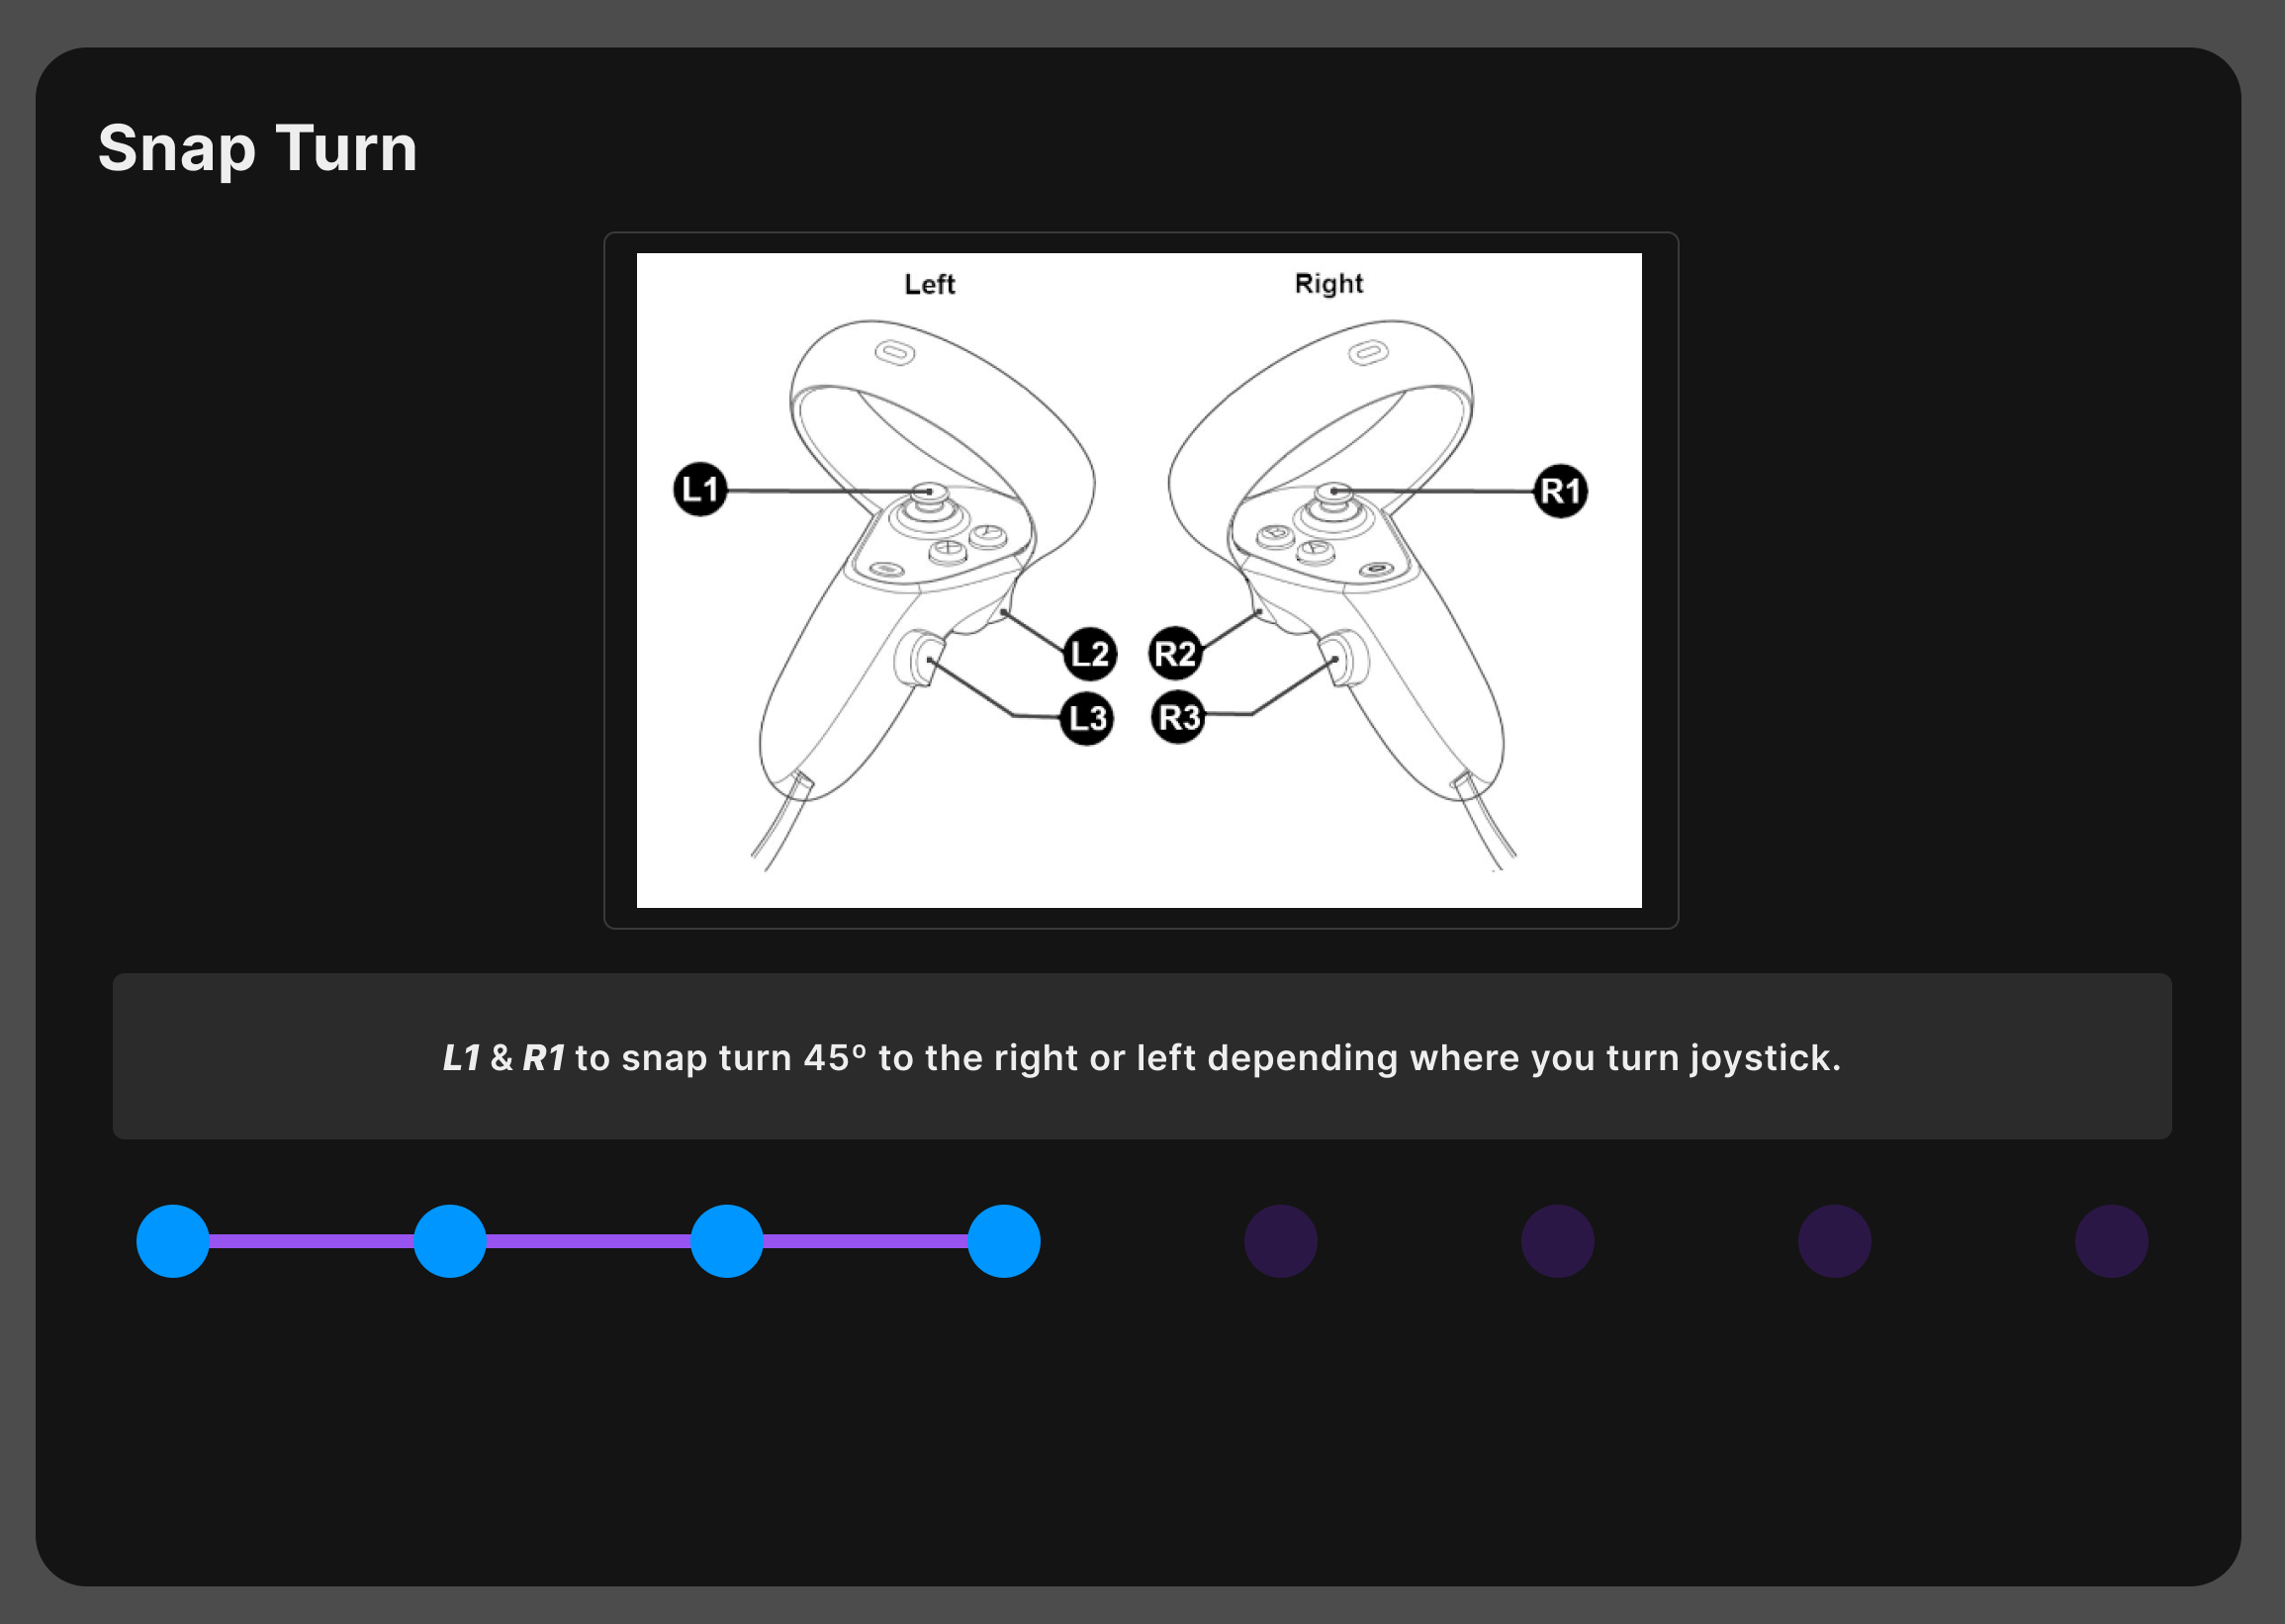 Snap Turn
Left
Right
L1
R1
L2
R2
L3
R3
L1 & R1 to snap turn 45º to the right or left depending where you turn joystick.